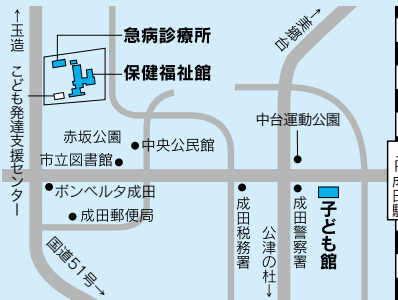 ←玉造
こども発達支援センター
急病診療所
保健福祉館
↑美郷台
赤坂公園
中央公民館
市立図書館
中台運動公園
ボンベルタ成田
成田郵便局
成田税務署
成田警察署
子ども館
公津の杜↓
国道51号→